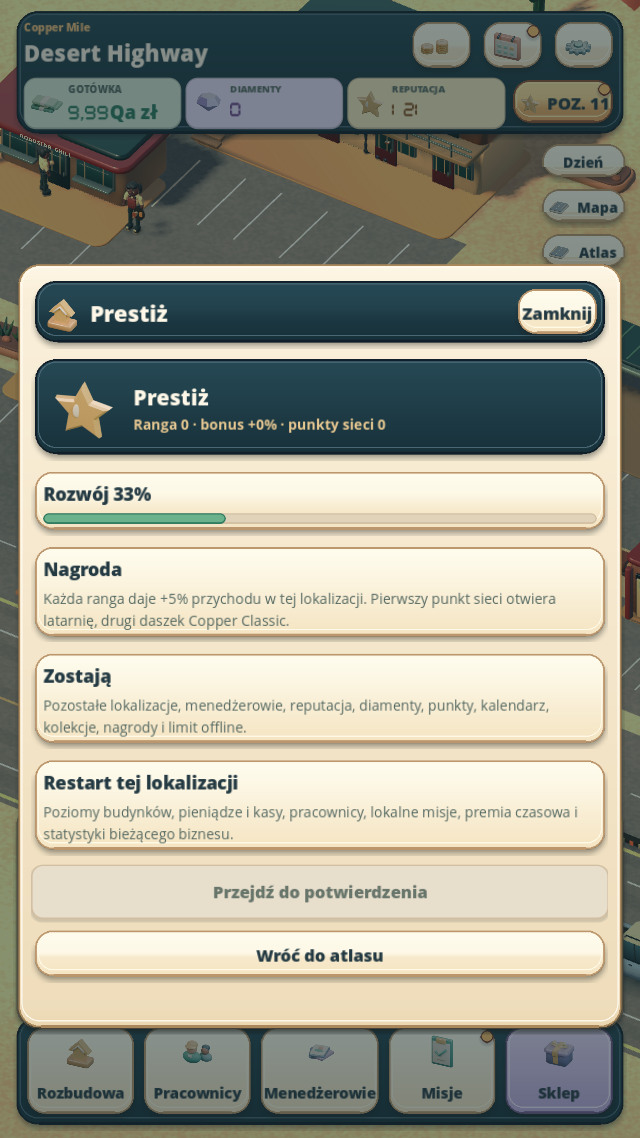 Copper Mile
Desert Highway
GOTÓWKA
9,99Qa zł
DIAMENTY
0
REPUTACJA
121
POZ. 11
ROADSTAR GRILL
Dzień
Mapa
Atlas
Prestiż
Zamknij
Prestiż
Ranga 0 · bonus +0% · punkty sieci 0
Rozwój 33%
Nagroda
Każda ranga daje +5% przychodu w tej lokalizacji. Pierwszy punkt sieci otwiera
latarnię, drugi daszek Copper Classic.
Zostają
Pozostałe lokalizacje, menedżerowie, reputacja, diamenty, punkty, kalendarz,
kolekcje, nagrody i limit offline.
Restart tej lokalizacji
Poziomy budynków, pieniądze i kasy, pracownicy, lokalne misje, premia czasowa i
statystyki bieżącego biznesu.
Przejdź do potwierdzenia
Wróć do atlasu
Rozbudowa
Pracownicy
Menedżerowie
Misje
Sklep